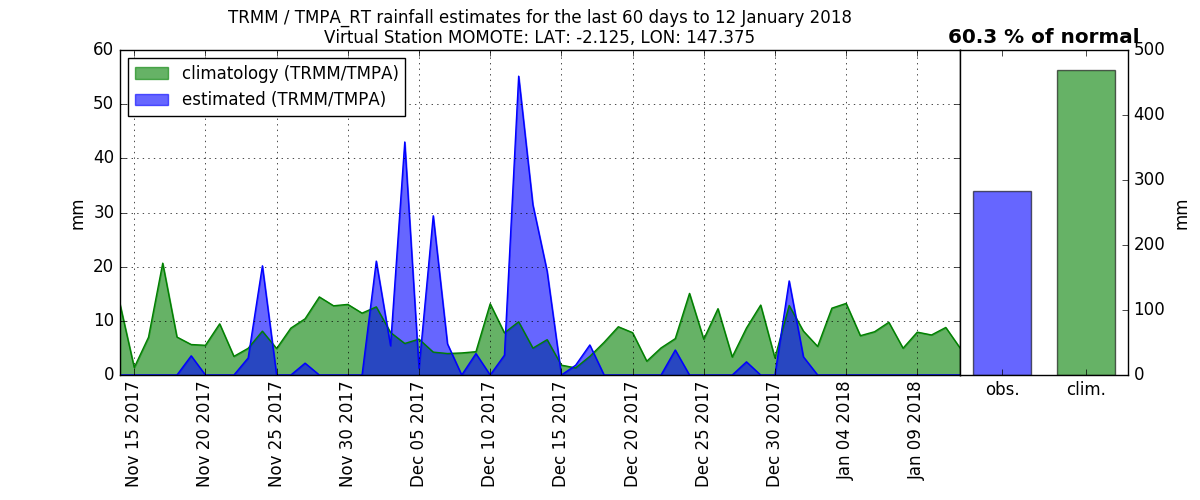 TRMM / TMPA_RT rainfall estimates for the last 60 days to 12 January 2018
Virtual Station MOMOTE: LAT: -2.125, LON: 147.375
60.3 % of normal
climatology (TRMM/TMPA)
estimated (TRMM/TMPA)
60
50
40
30
20
10
0
mm
Nov 15 2017
Nov 20 2017
Nov 25 2017
Nov 30 2017
Dec 05 2017
Dec 10 2017
Dec 15 2017
Dec 20 2017
Dec 25 2017
Dec 30 2017
Jan 04 2018
Jan 09 2018
500
400
300
200
100
0
mm
obs.
clim.